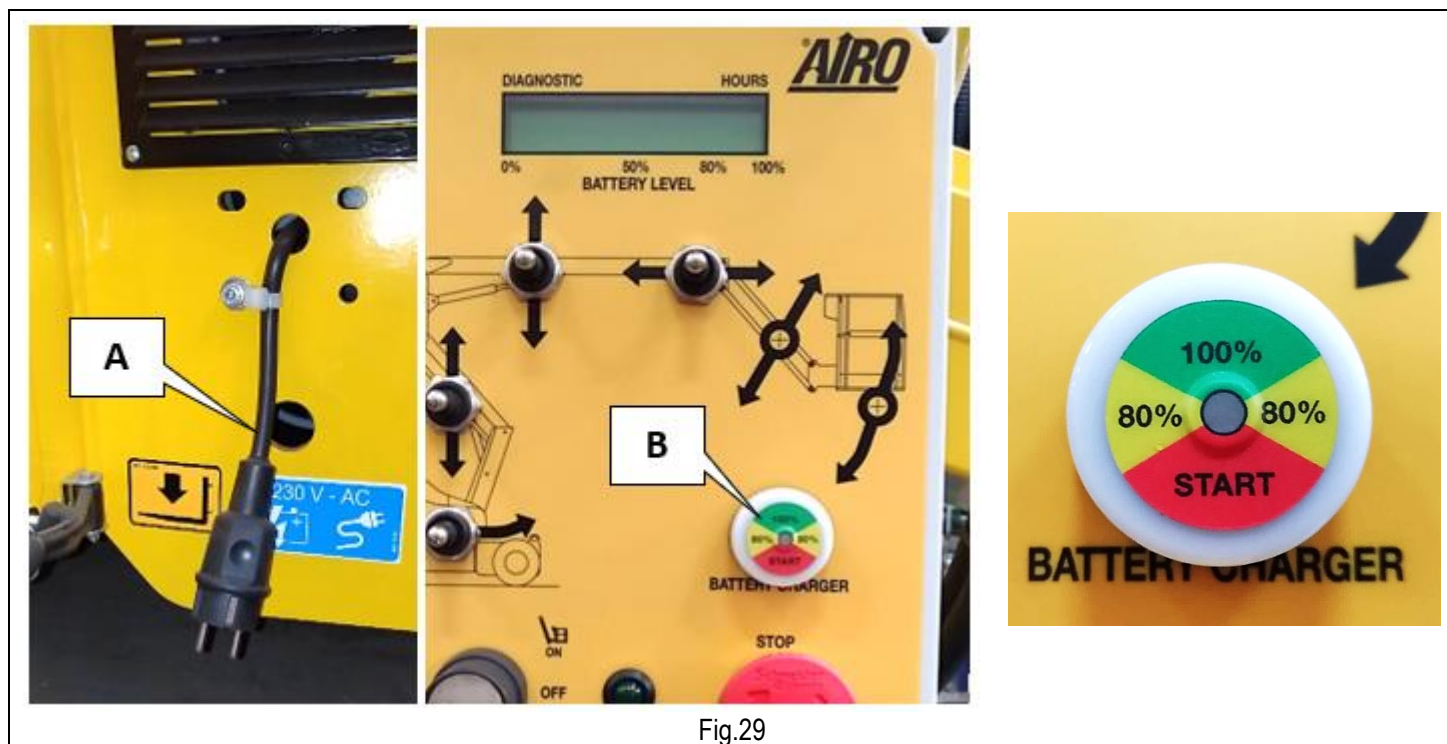 A
230 V - AC
AIRO
DIAGNOSTIC HOURS
0% 50% 80% 100%
BATTERY LEVEL
B
100%
80% 80%
START
BATTERY CHARGER
ON
OFF
STOP
100%
80% 80%
START
BATTERY CHARGER
Fig.29